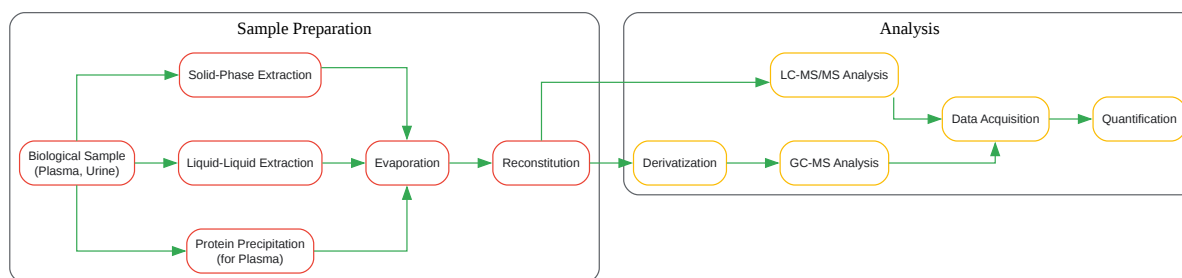 Sample Preparation
Solid-Phase Extraction
Biological Sample
(Plasma, Urine)
Liquid-Liquid Extraction
Evaporation
Reconstitution
Protein Precipitation
(for Plasma)
Analysis
LC-MS/MS Analysis
Derivatization
GC-MS Analysis
Data Acquisition
Quantification